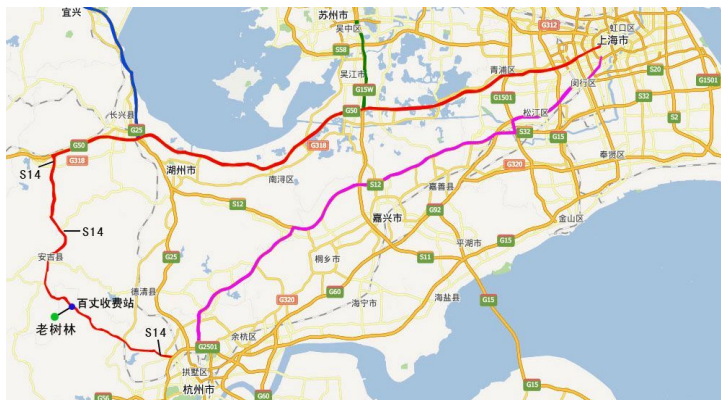 宜兴
苏州市
吴中区
G312
虹口区
上海市
S58
吴江市
G15W
青浦区
G1501
闵行区
S20
G1501
长兴县
G50
松江区
S32
S2
G25
G50
G318
S32
G15
奉贤区
G318
S14
湖州市
南浔区
G320
S12
嘉善县
S12
G92
嘉兴市
金山区
S14
G15
安吉县
G25
桐乡市
平湖市
S11
德清县
G320
G60
海宁市
海盐县
G15
百丈收费站
老树林
S14
G2501
余杭区
拱墅区
杭州市
G56
G60
G15